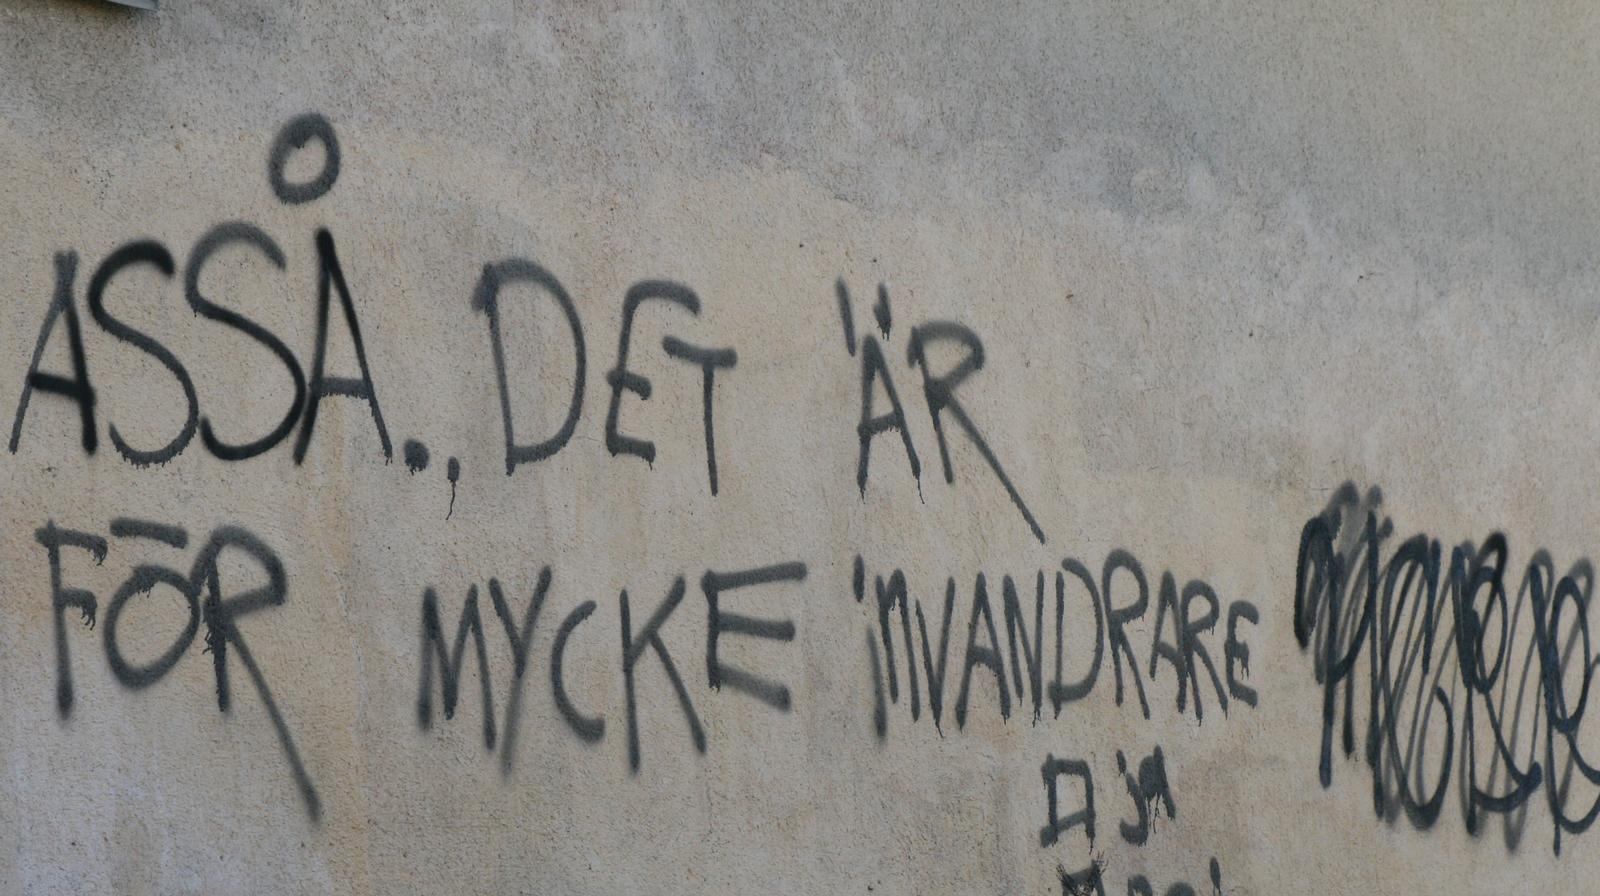 ASSÅ.., DET ÄR
FÖR MYCKE iNVANDRARE